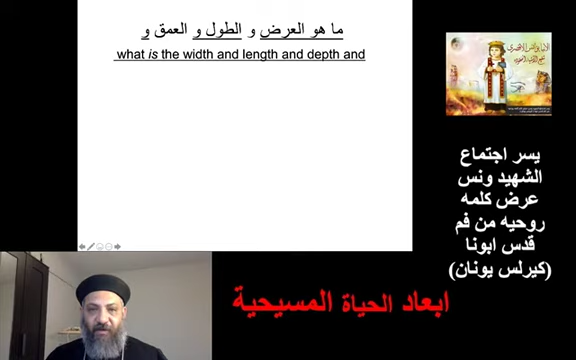 ما هو العرض و الطول و العمق و
what is the width and length and depth and
يسر اجتماع
الشهيد ونس
عرض كلمه
روحيه من فم
قدس ابونا
(كيرلس يونان)
ابعاد الحياة المسيحية